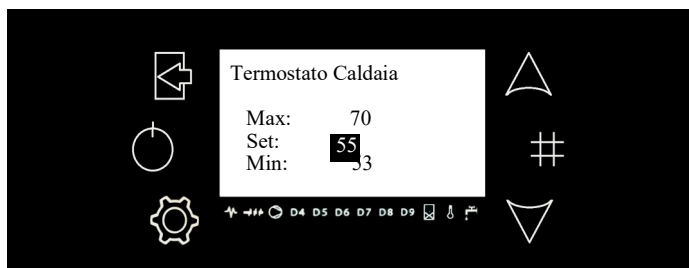 Termostato Caldaia
Max: 70
Set: 55
Min: 53
D4 D5 D6 D7 D8 D9